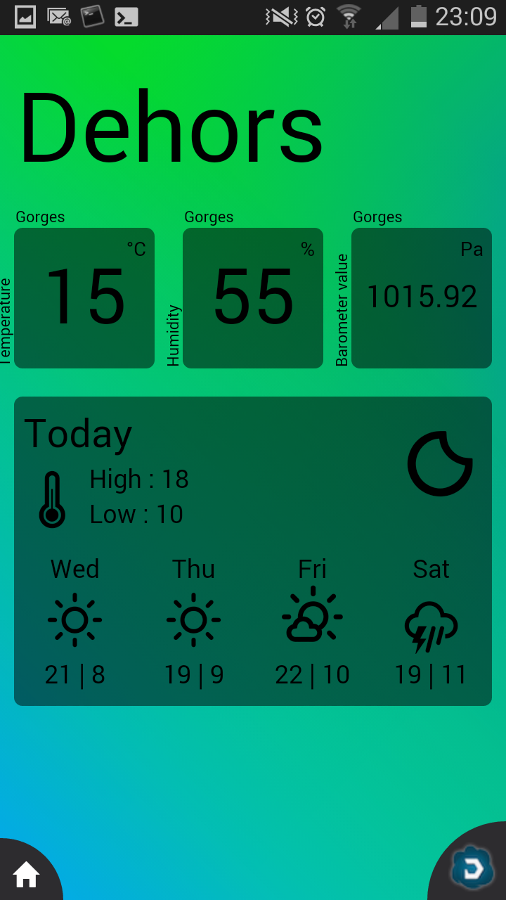 23:09
Dehors
Gorges Gorges Gorges
Temperature
°C
15
Humidity
%
55
Barometer value
Pa
1015.92
Today
High : 18
Low : 10
Wed Thu Fri Sat
21 | 8 19 | 9 22 | 10 19 | 11